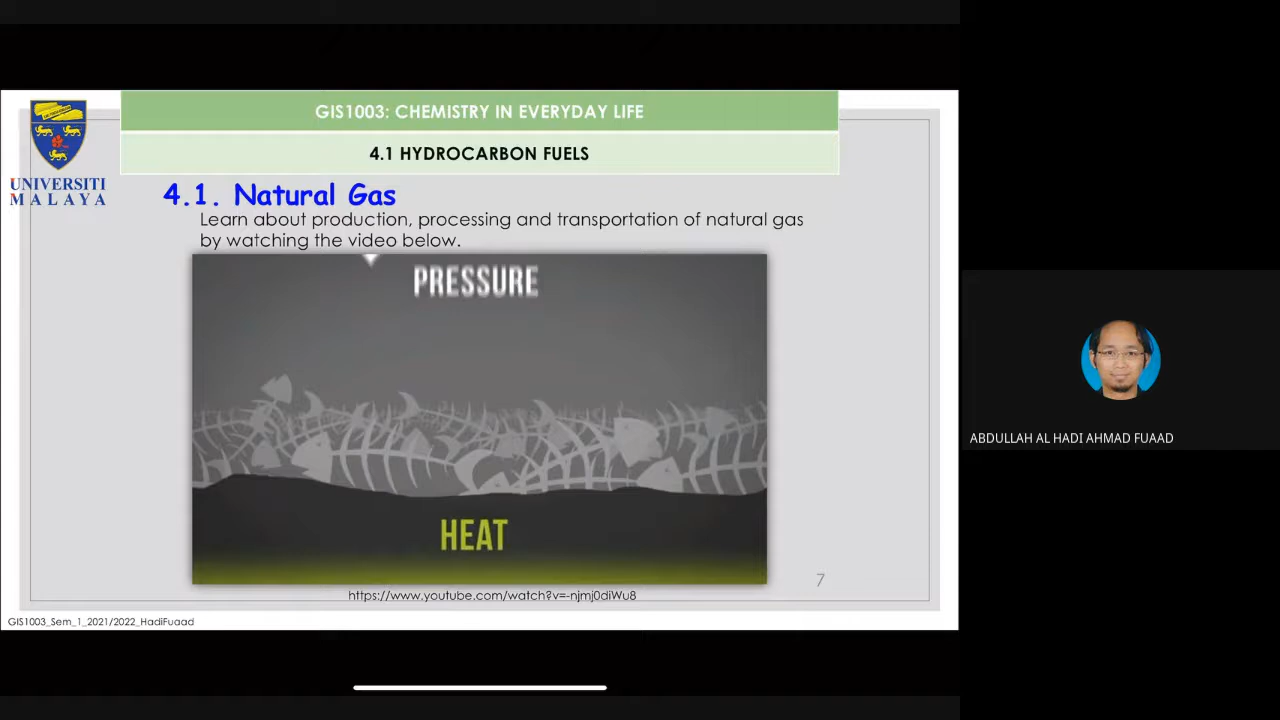 GIS1003: CHEMISTRY IN EVERYDAY LIFE
4.1 HYDROCARBON FUELS
UNIVERSITI
MALAYA
4.1. Natural Gas
Learn about production, processing and transportation of natural gas
by watching the video below.
PRESSURE
HEAT
7
https://www.youtube.com/watch?v=-njmj0diWu8
GIS1003_Sem_1_2021/2022_HadiFuaad
ABDULLAH AL HADI AHMAD FUAAD